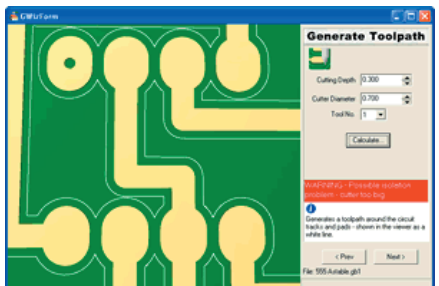 GWizForm
Generate Toolpath
Cutting Depth 0.300
Cutter Diameter 0.700
Tool No. 1
Calculate...
WARNING - Possible isolation
problem - cutter too big
Generates a toolpath around the circuit
tracks and pads - shown in the viewer as a
white line.
< Prev Next >
File: 555 Astable.gb1